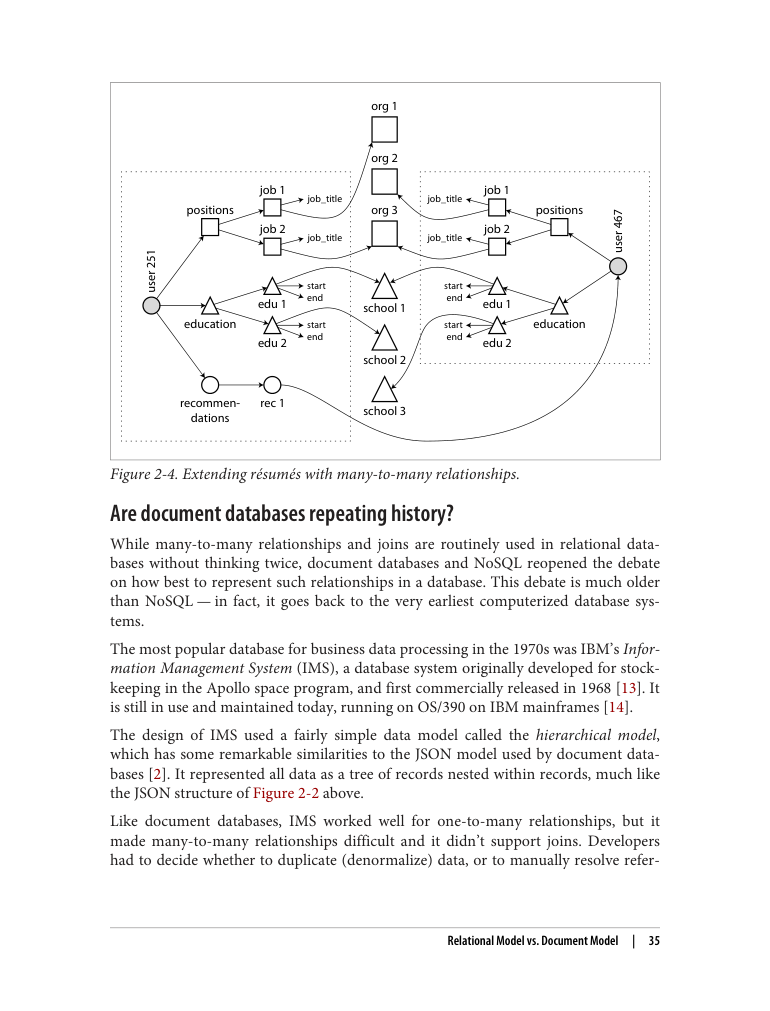 org 1
org 2
org 3
job 1
job_title
positions
job 2
job_title
user 251
start
end
edu 1
education
start
end
edu 2
recommen-
dations
rec 1
school 1
school 2
school 3
job 1
job_title
positions
job 2
job_title
user 467
start
end
edu 1
education
start
end
edu 2
Figure 2-4. Extending résumés with many-to-many relationships.
Are document databases repeating history?
While many-to-many relationships and joins are routinely used in relational data-
bases without thinking twice, document databases and NoSQL reopened the debate
on how best to represent such relationships in a database. This debate is much older
than NoSQL — in fact, it goes back to the very earliest computerized database sys-
tems.
The most popular database for business data processing in the 1970s was IBM’s Infor-
mation Management System (IMS), a database system originally developed for stock-
keeping in the Apollo space program, and first commercially released in 1968 [13]. It
is still in use and maintained today, running on OS/390 on IBM mainframes [14].
The design of IMS used a fairly simple data model called the hierarchical model,
which has some remarkable similarities to the JSON model used by document data-
bases [2]. It represented all data as a tree of records nested within records, much like
the JSON structure of Figure 2-2 above.
Like document databases, IMS worked well for one-to-many relationships, but it
made many-to-many relationships difficult and it didn’t support joins. Developers
had to decide whether to duplicate (denormalize) data, or to manually resolve refer-
Relational Model vs. Document Model | 35